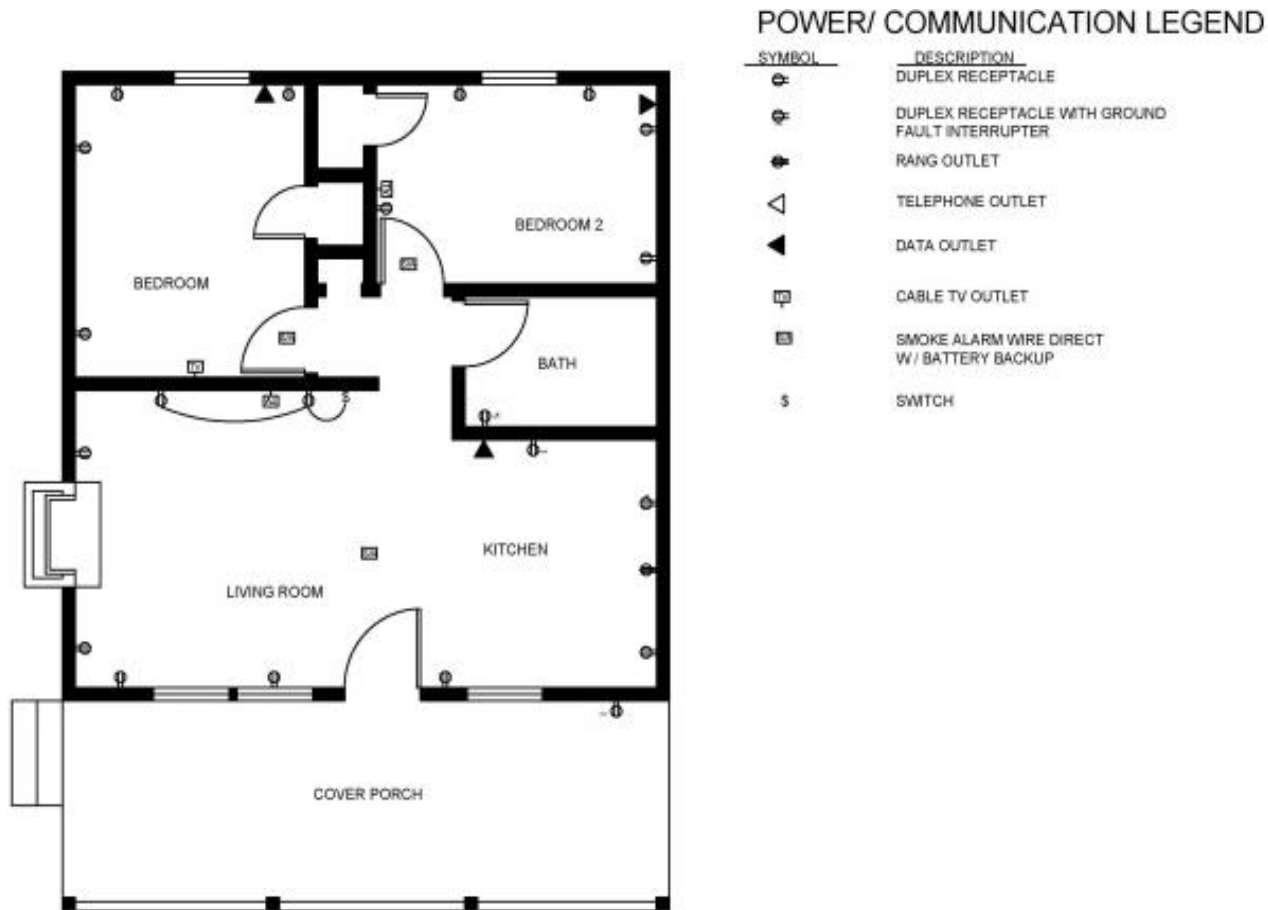 POWER/ COMMUNICATION LEGEND
SYMBOL DESCRIPTION
DUPLEX RECEPTACLE
DUPLEX RECEPTACLE WITH GROUND
FAULT INTERRUPTER
RANG OUTLET
TELEPHONE OUTLET
DATA OUTLET
TV CABLE TV OUTLET
SMOKE ALARM WIRE DIRECT
W/ BATTERY BACKUP
$ SWITCH
BEDROOM 2
BEDROOM
TV
BATH
$
KITCHEN
LIVING ROOM
COVER PORCH